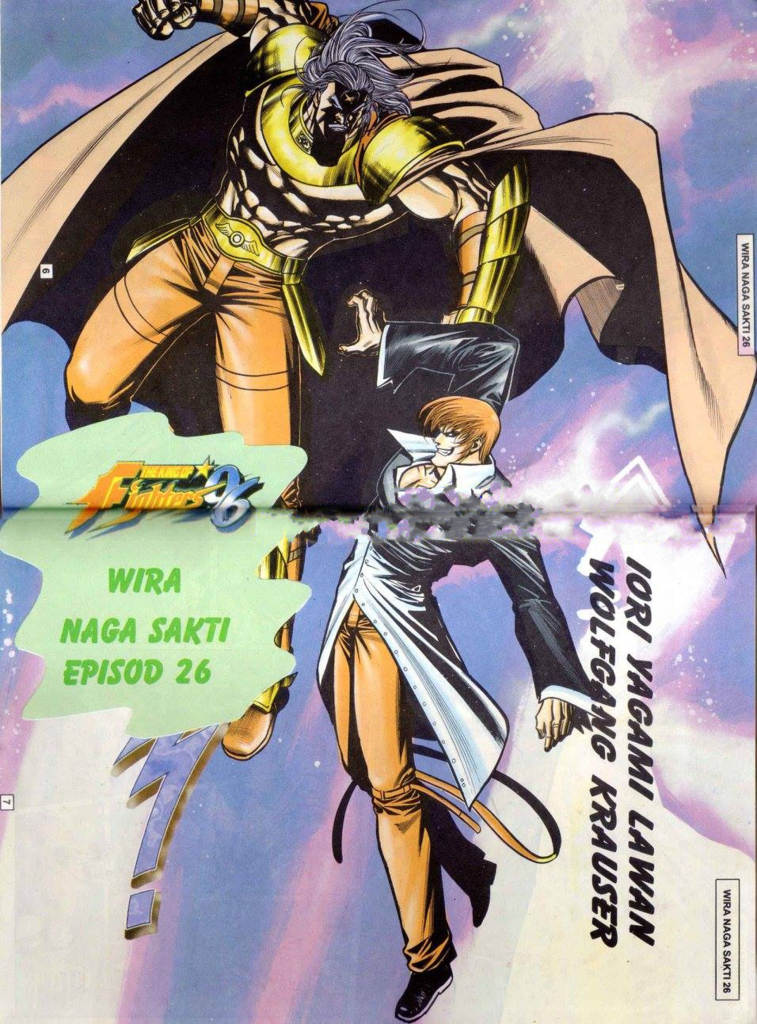 6
WIRA NAGA SAKTI 26
THE KING OF
Fighters 96
WIRA
NAGA SAKTI
EPISOD 26
IORI YAGAMI LAWAN
WOLFGANG KRAUSER
7
WIRA NAGA SAKTI 26